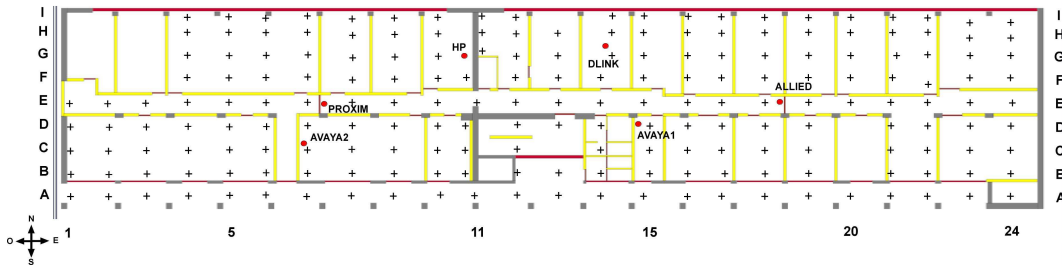 I I
H H
G HP DLINK G
F ALLIED F
E PROXIM E
D AVAYA2 AVAYA1 D
C C
B B
A A
1 5 11 15 20 24
N
O E
S